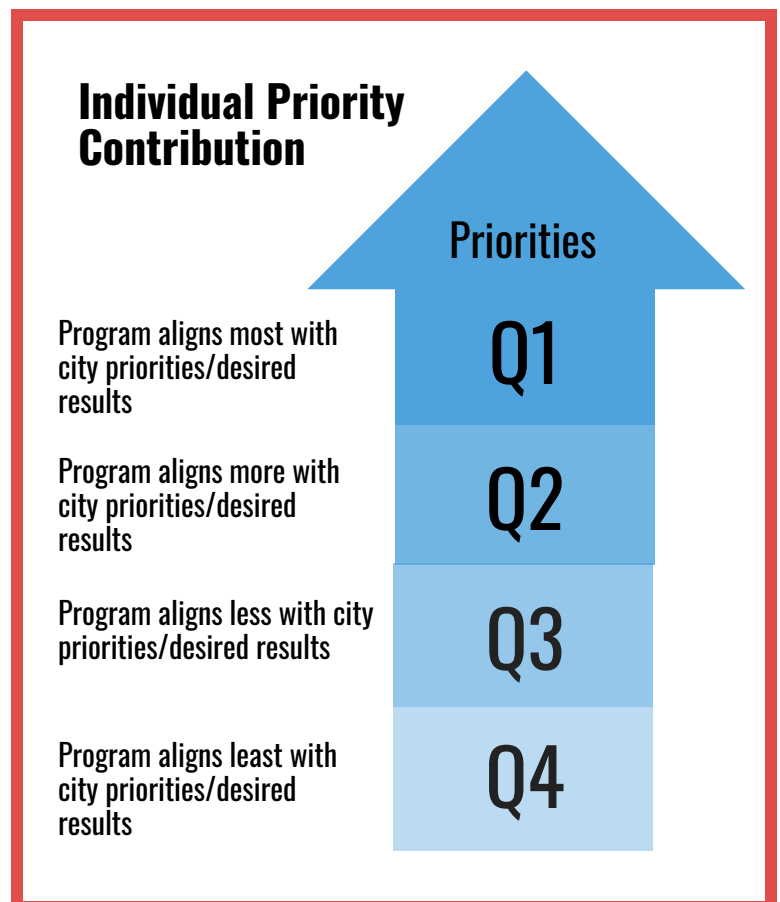 Individual Priority
Contribution
Priorities
Program aligns most with
city priorities/desired
results
Q1
Program aligns more with
city priorities/desired
results
Q2
Program aligns less with city
priorities/desired results
Q3
Program aligns least with
city priorities/desired
results
Q4